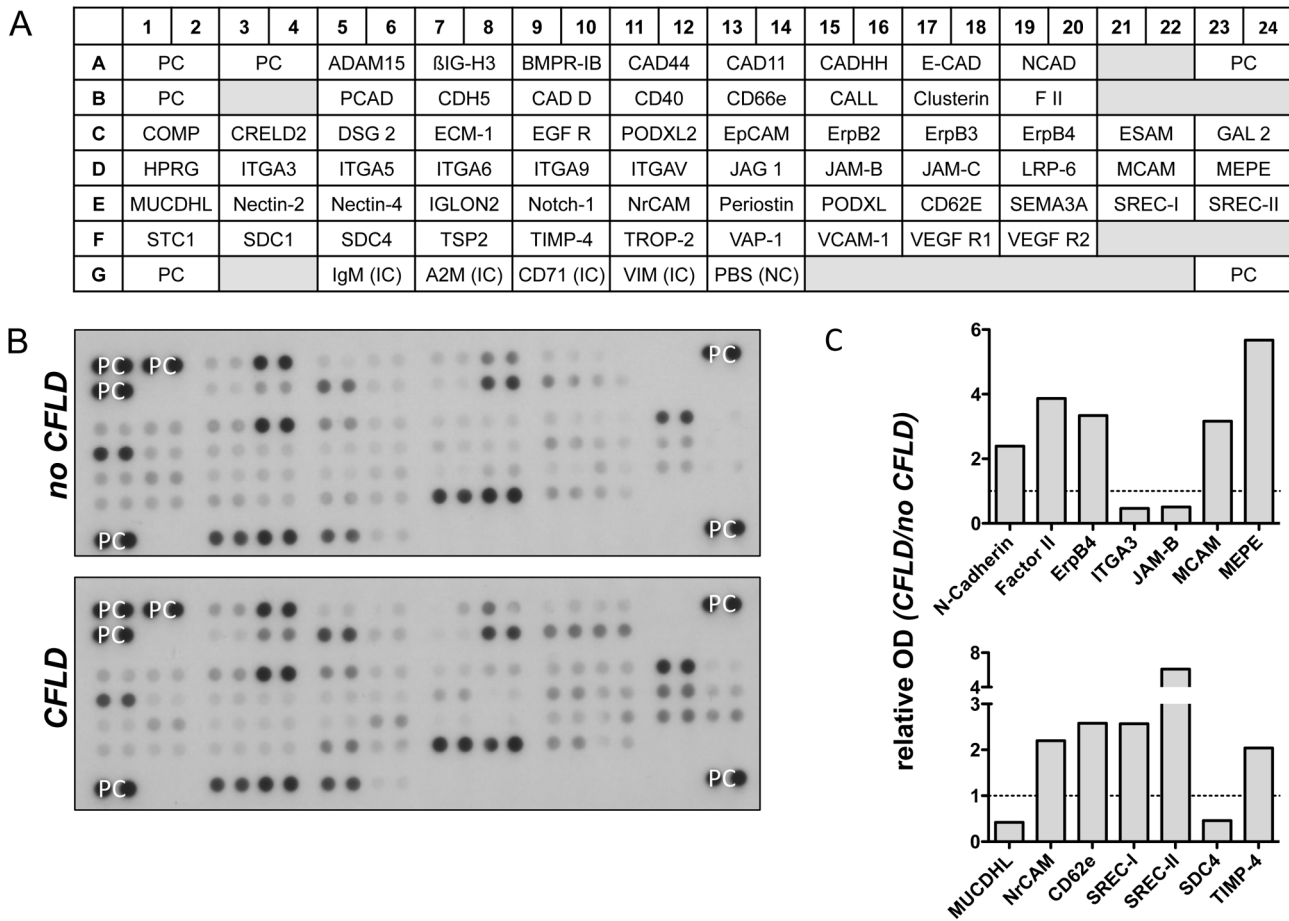 A
1 2 3 4 5 6 7 8 9 10 11 12 13 14 15 16 17 18 19 20 21 22 23 24
A PC PC ADAM15 ßIG-H3 BMPR-IB CAD44 CAD11 CADHH E-CAD NCAD PC
B PC PCAD CDH5 CAD D CD40 CD66e CALL Clusterin F II
C COMP CRELD2 DSG 2 ECM-1 EGF R PODXL2 EpCAM ErpB2 ErpB3 ErpB4 ESAM GAL 2
D HPRG ITGA3 ITGA5 ITGA6 ITGA9 ITGAV JAG 1 JAM-B JAM-C LRP-6 MCAM MEPE
E MUCDHL Nectin-2 Nectin-4 IGLON2 Notch-1 NrCAM Periostin PODXL CD62E SEMA3A SREC-I SREC-II
F STC1 SDC1 SDC4 TSP2 TIMP-4 TROP-2 VAP-1 VCAM-1 VEGF R1 VEGF R2
G PC IgM (IC) A2M (IC) CD71 (IC) VIM (IC) PBS (NC) PC
B
no CFLD
PC PC PC
PC
PC PC
CFLD
PC PC PC
PC
PC PC
C
relative OD (CFLD/no CFLD)
6
4
2
0
N-Cadherin Factor II ErpB4 ITGA3 JAM-B MCAM MEPE
8
4
3
2
1
0
MUCDHL NrCAM CD62e SREC-I SREC-II SDC4 TIMP-4